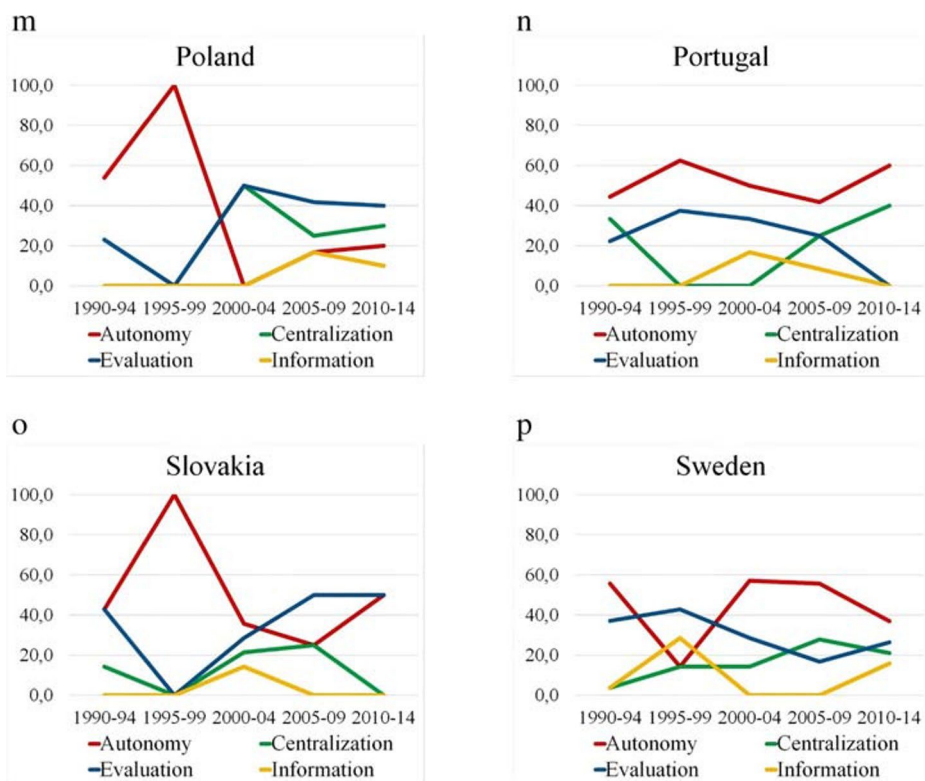 m
Poland
100,0
80,0
60,0
40,0
20,0
0,0
1990-94 1995-99 2000-04 2005-09 2010-14
Autonomy Centralization
Evaluation Information
n
Portugal
100,0
80,0
60,0
40,0
20,0
0,0
1990-94 1995-99 2000-04 2005-09 2010-14
Autonomy Centralization
Evaluation Information
o
Slovakia
100,0
80,0
60,0
40,0
20,0
0,0
1990-94 1995-99 2000-04 2005-09 2010-14
Autonomy Centralization
Evaluation Information
p
Sweden
100,0
80,0
60,0
40,0
20,0
0,0
1990-94 1995-99 2000-04 2005-09 2010-14
Autonomy Centralization
Evaluation Information